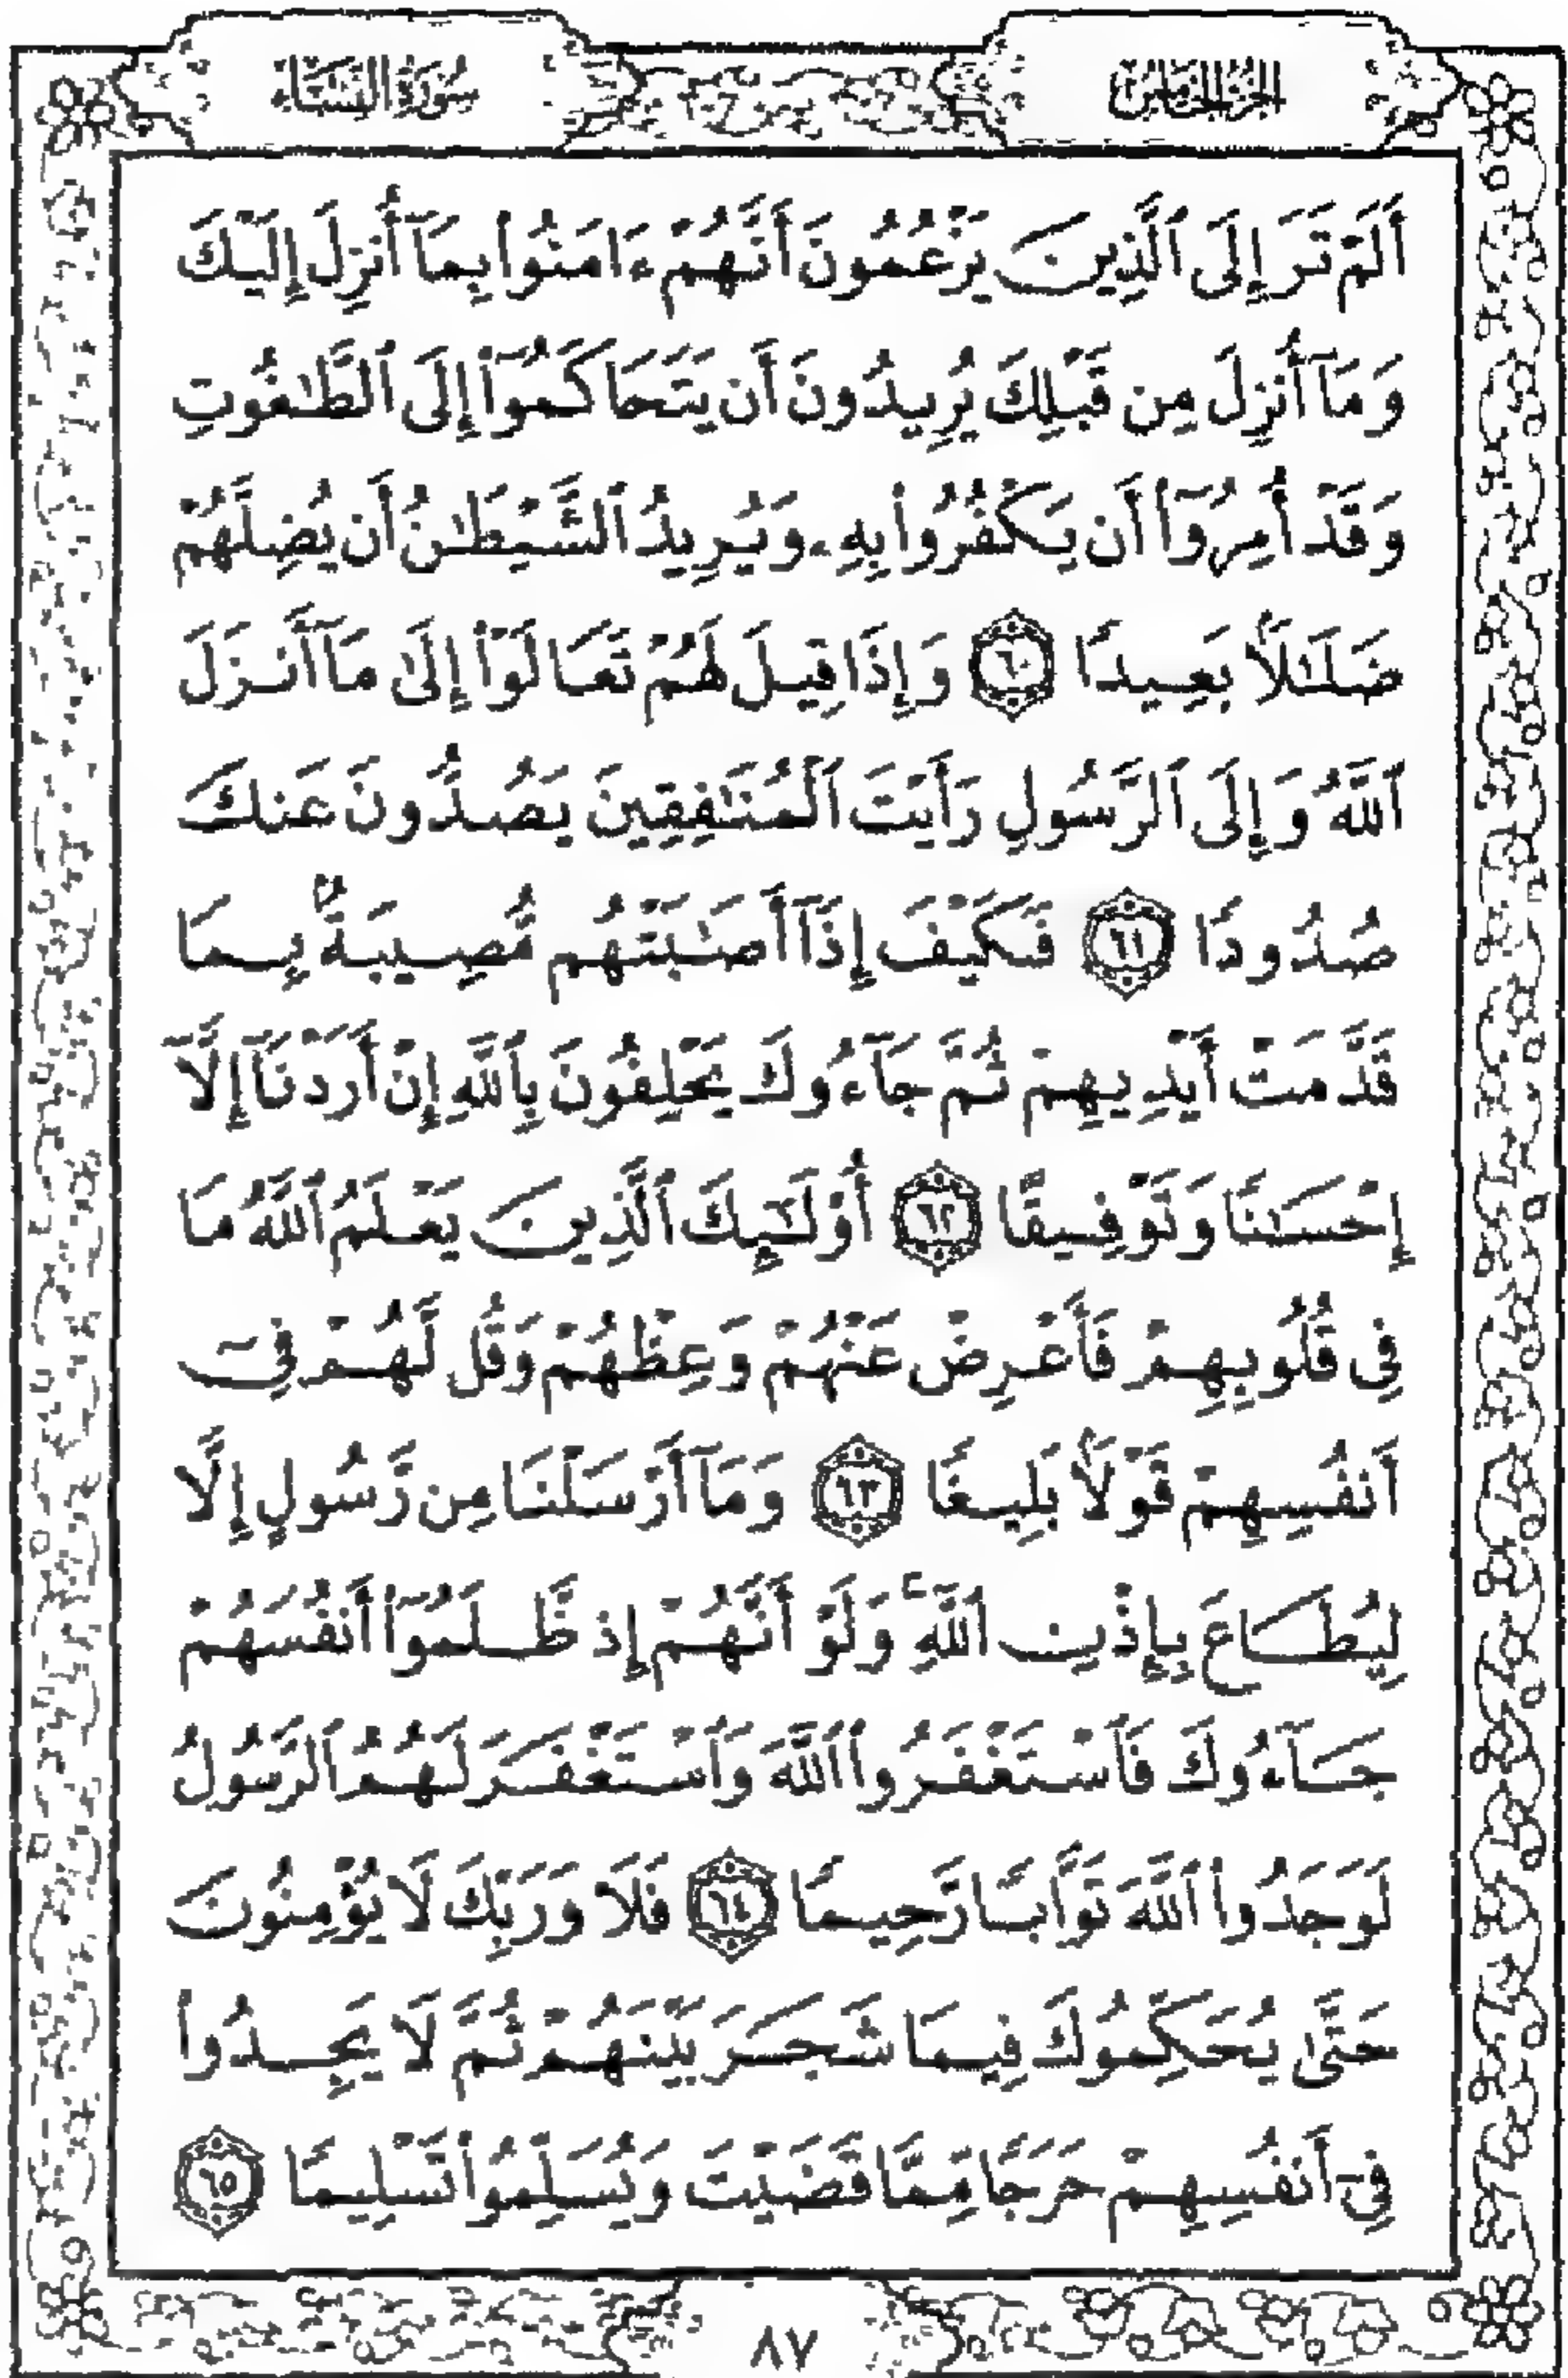 الجزء الخامس
سورة النساء
أَلَمْ تَرَ إِلَى ٱلَّذِينَ يَزْعُمُونَ أَنَّهُمْ ءَامَنُوا۟ بِمَآ أُنزِلَ إِلَيْكَ
وَمَآ أُنزِلَ مِن قَبْلِكَ يُرِيدُونَ أَن يَتَحَاكَمُوٓا۟ إِلَى ٱلطَّٰغُوتِ
وَقَدْ أُمِرُوٓا۟ أَن يَكْفُرُوا۟ بِهِۦ وَيُرِيدُ ٱلشَّيْطَٰنُ أَن يُضِلَّهُمْ
ضَلَٰلًۢا بَعِيدًا ٦٠ وَإِذَا قِيلَ لَهُمْ تَعَالَوْا۟ إِلَىٰ مَآ أَنزَلَ
ٱللَّهُ وَإِلَى ٱلرَّسُولِ رَأَيْتَ ٱلْمُنَٰفِقِينَ يَصُدُّونَ عَنكَ
صُدُودًا ٦١ فَكَيْفَ إِذَآ أَصَٰبَتْهُم مُّصِيبَةٌۢ بِمَا
قَدَّمَتْ أَيْدِيهِمْ ثُمَّ جَآءُوكَ يَحْلِفُونَ بِٱللَّهِ إِنْ أَرَدْنَآ إِلَّآ
إِحْسَٰنًا وَتَوْفِيقًا ٦٢ أُو۟لَٰٓئِكَ ٱلَّذِينَ يَعْلَمُ ٱللَّهُ مَا
فِى قُلُوبِهِمْ فَأَعْرِضْ عَنْهُمْ وَعِظْهُمْ وَقُل لَّهُمْ فِىٓ
أَنفُسِهِمْ قَوْلًۢا بَلِيغًا ٦٣ وَمَآ أَرْسَلْنَا مِن رَّسُولٍ إِلَّا
لِيُطَاعَ بِإِذْنِ ٱللَّهِ ۚ وَلَوْ أَنَّهُمْ إِذ ظَّلَمُوٓا۟ أَنفُسَهُمْ
جَآءُوكَ فَٱسْتَغْفَرُوا۟ ٱللَّهَ وَٱسْتَغْفَرَ لَهُمُ ٱلرَّسُولُ
لَوَجَدُوا۟ ٱللَّهَ تَوَّابًا رَّحِيمًا ٦٤ فَلَا وَرَبِّكَ لَا يُؤْمِنُونَ
حَتَّىٰ يُحَكِّمُوكَ فِيمَا شَجَرَ بَيْنَهُمْ ثُمَّ لَا يَجِدُوا۟
فِىٓ أَنفُسِهِمْ حَرَجًا مِّمَّا قَضَيْتَ وَيُسَلِّمُوا۟ تَسْلِيمًا ٦٥
٨٧